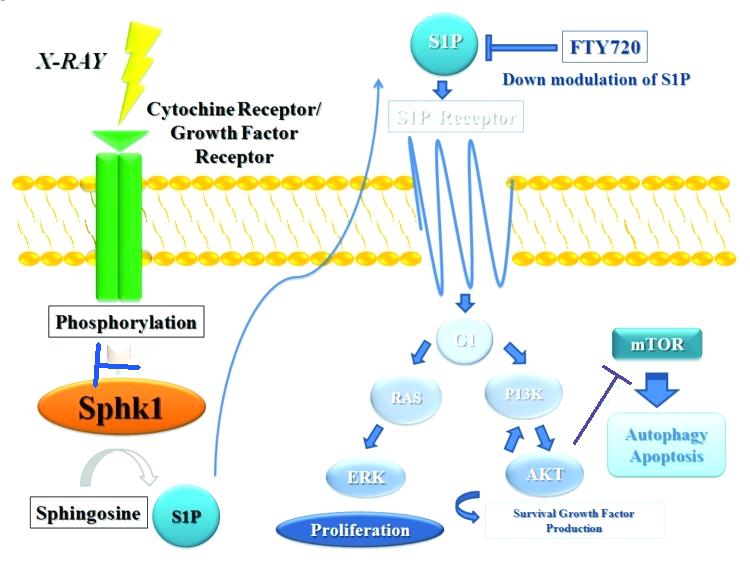 X-RAY
Cytochine Receptor/
Growth Factor
Receptor
S1P
FTY720
Down modulation of S1P
S1P Receptor
Phosphorylation
Sphk1
Sphingosine
S1P
G1
RAS
P13K
ERK
AKT
Proliferation
Survival Growth Factor
Production
mTOR
Autophagy
Apoptosis